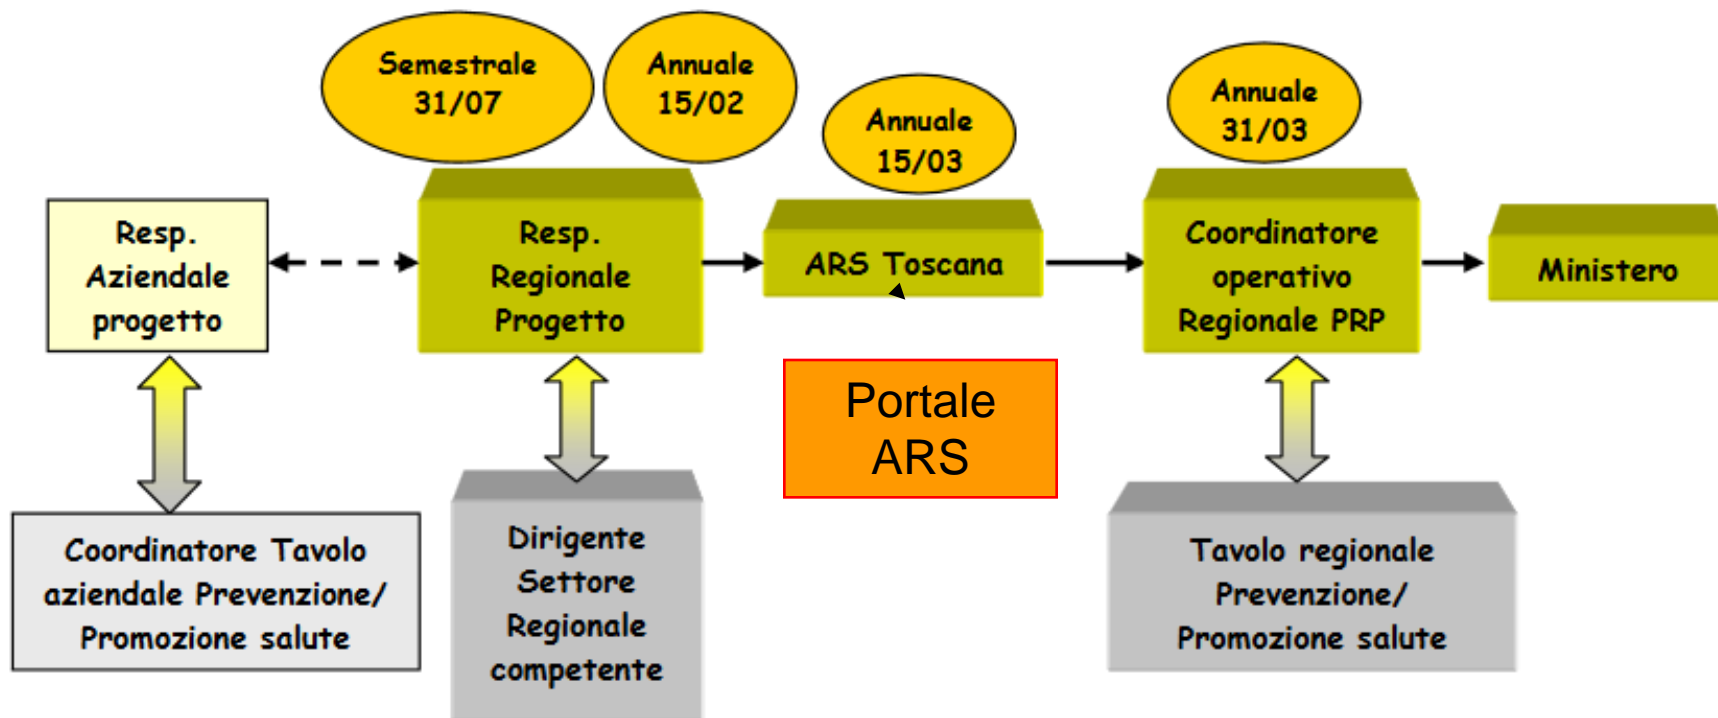 Semestrale
31/07
Annuale
15/02
Annuale
15/03
Annuale
31/03
Resp.
Aziendale
progetto
Resp.
Regionale
Progetto
ARS Toscana
Coordinatore
operativo
Regionale PRP
Ministero
Portale
ARS
Coordinatore Tavolo
aziendale Prevenzione/
Promozione salute
Dirigente
Settore
Regionale
competente
Tavolo regionale
Prevenzione/
Promozione salute